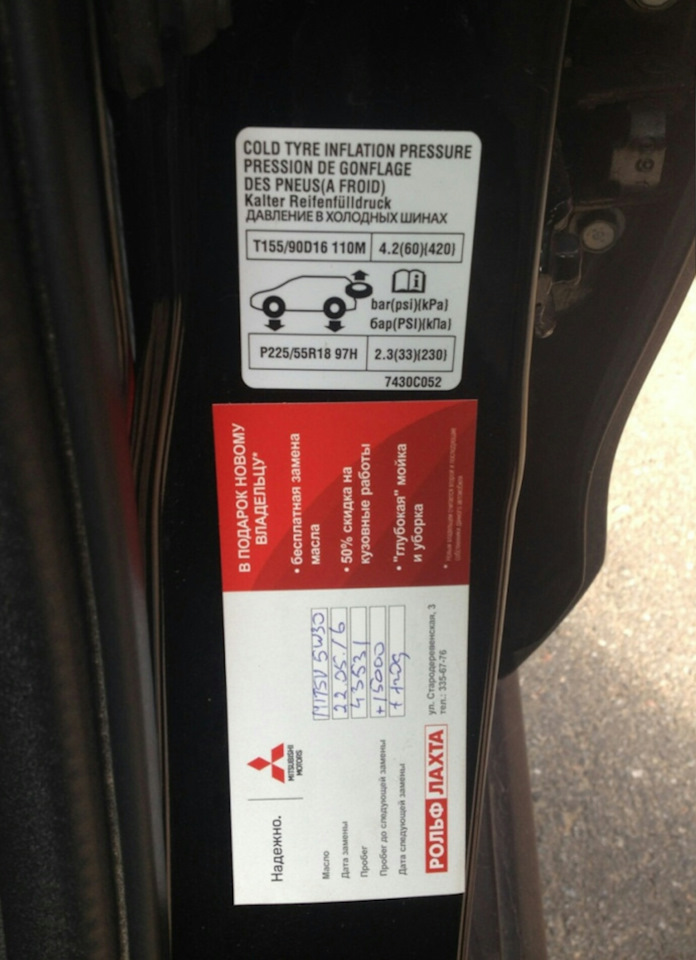 COLD TYRE INFLATION PRESSURE
PRESSION DE GONFLAGE
DES PNEUS(A FROID)
Kalter Reifenfülldruck
ДАВЛЕНИЕ В ХОЛОДНЫХ ШИНАХ
T155/90D16 110M 4.2(60)(420)
bar(psi)(kPa)
бар(PSI)(кПа)
P225/55R18 97H 2.3(33)(230)
7430C052
В ПОДАРОК НОВОМУ
ВЛАДЕЛЬЦУ*
• бесплатная замена
масла
• 50% скидка на
кузовные работы
• "глубокая" мойка
и уборка
Надежно.
MITSUBISHI
MOTORS
Масло MITSU 5W30
Дата замены 22.05.16
Пробег 43531
Пробег до следующей замены +15000
Дата следующей замены + 1год
РОЛЬФ ЛАХТА
ул. Стародеревенская, 3
тел.: 335-67-76